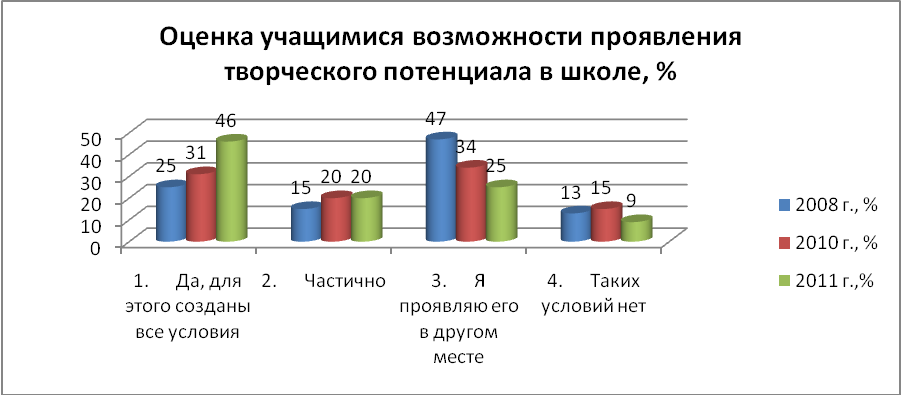 Оценка учащимися возможности проявления
творческого потенциала в школе, %
50
40
30
20
10
0
25
31
46
15
20
20
47
34
25
13
15
9
1. Да, для
этого созданы
все условия
2. Частично
3. Я
проявляю его
в другом
месте
4. Таких
условий нет
2008 г., %
2010 г., %
2011 г.,%